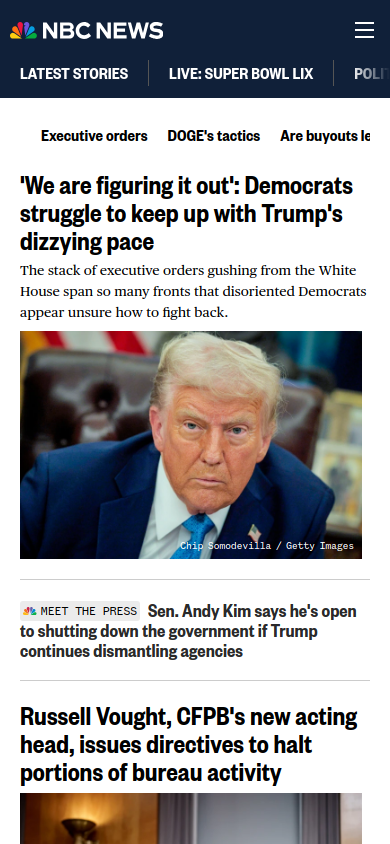 NBC NEWS
LATEST STORIES
LIVE: SUPER BOWL LIX
POLI
Executive orders
DOGE's tactics
Are buyouts le
'We are figuring it out': Democrats
struggle to keep up with Trump's
dizzying pace
The stack of executive orders gushing from the White
House span so many fronts that disoriented Democrats
appear unsure how to fight back.
Chip Somodevilla / Getty Images
MEET THE PRESS Sen. Andy Kim says he's open
to shutting down the government if Trump
continues dismantling agencies
Russell Vought, CFPB's new acting
head, issues directives to halt
portions of bureau activity